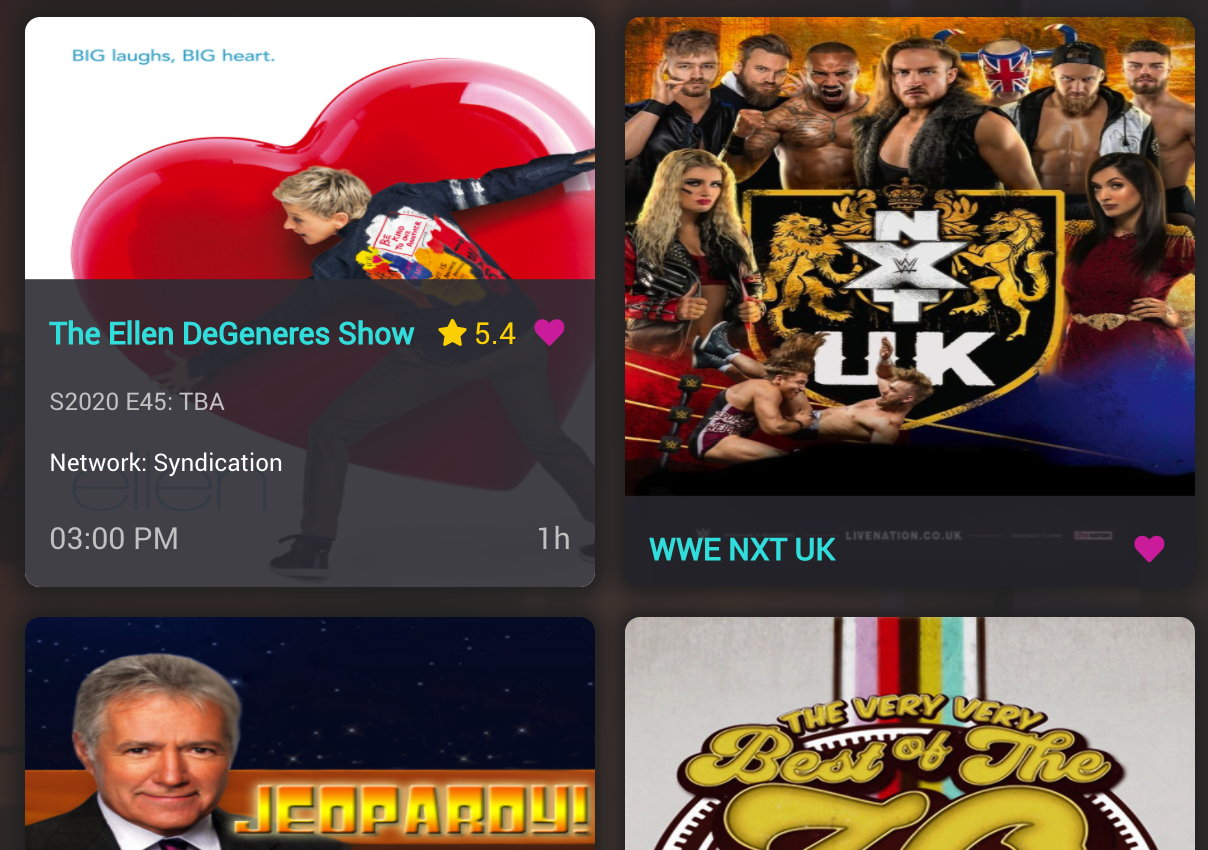 BIG laughs, BIG heart.
BE
KIND
TO ONE
ANOTHER
The Ellen DeGeneres Show 5.4
S2020 E45: TBA
Network: Syndication
ellen
03:00 PM 1h
N
X
T
UK
LIVENATION.CO.UK
WWE NXT UK
JEOPARDY!
THE VERY VERY
Best of The
70